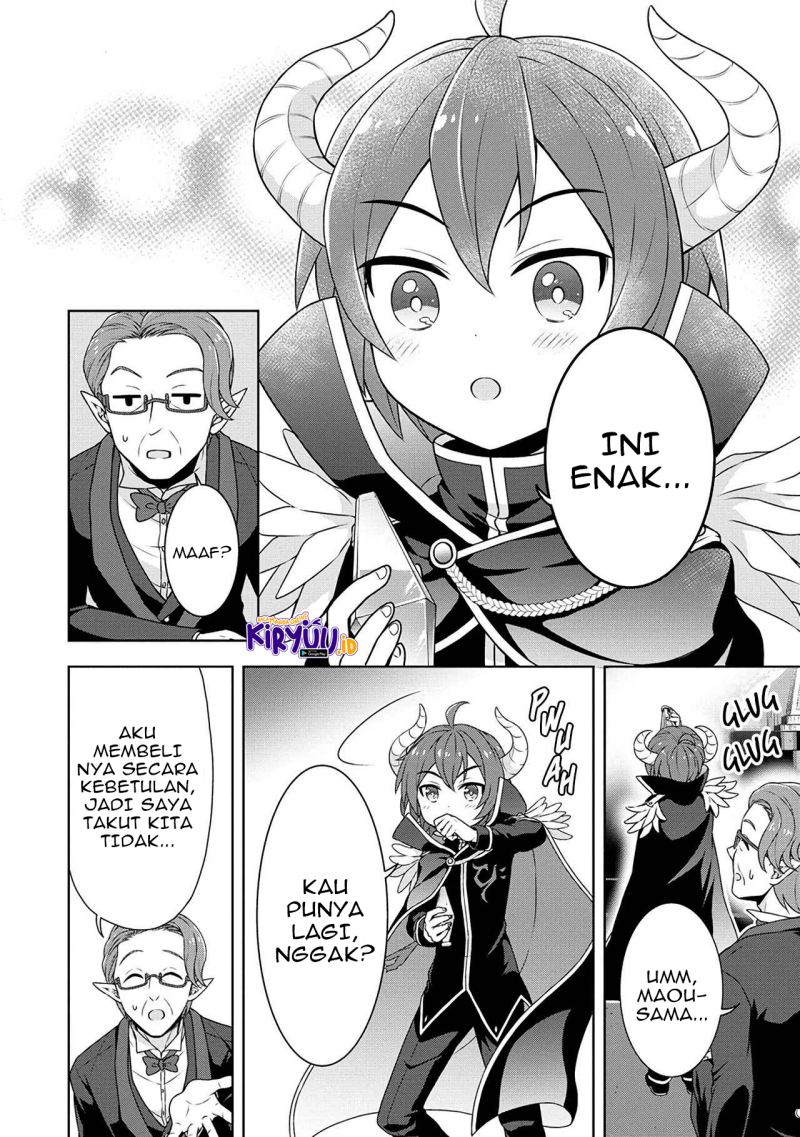 INI
ENAK...
MAAF?
KIRYUU.ID
GLUG
GLUG
UMM,
MAOU-
SAMA...
PWUAH
KAU
PUNYA
LAGI,
NGGAK?
AKU
MEMBELI
NYA SECARA
KEBETULAN,
JADI SAYA
TAKUT KITA
TIDAK...